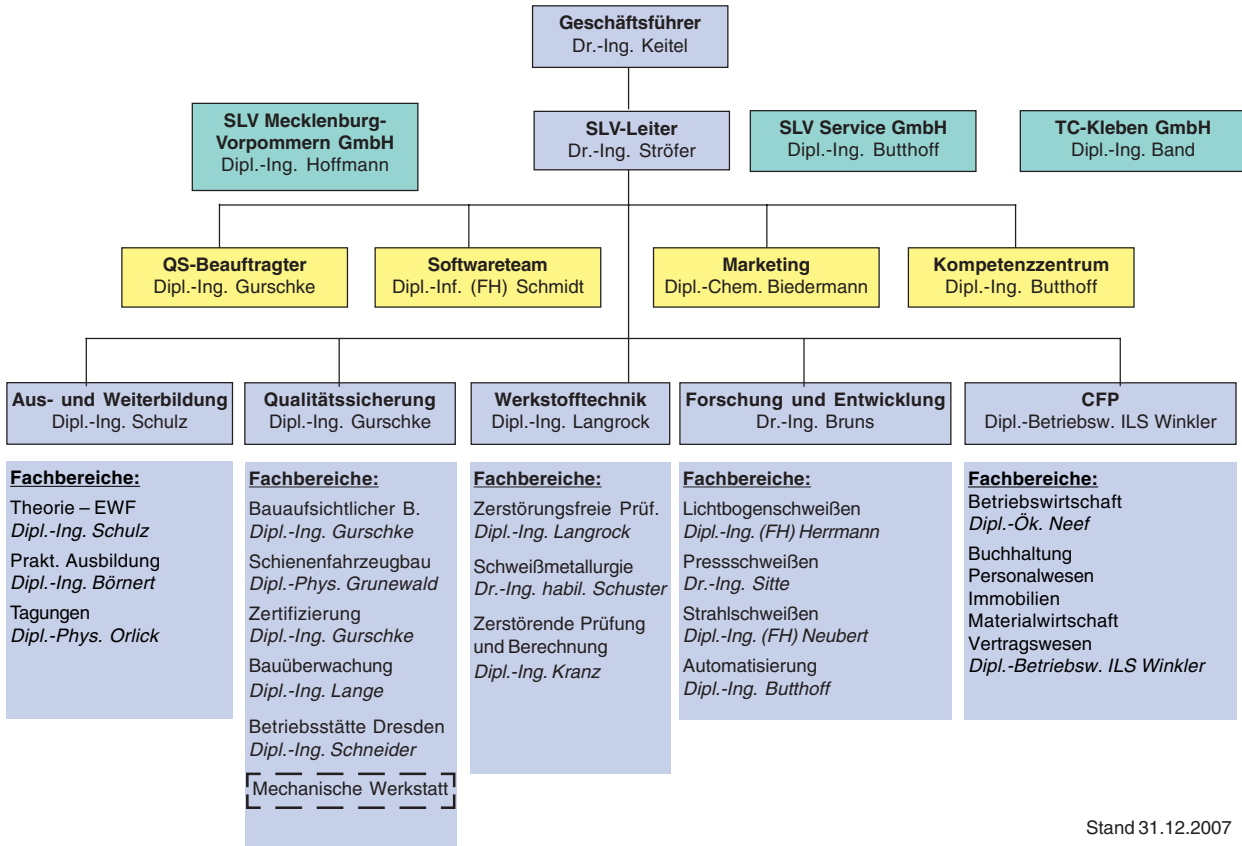 Geschäftsführer
Dr.-Ing. Keitel
SLV Mecklenburg-
Vorpommern GmbH
Dipl.-Ing. Hoffmann
SLV-Leiter
Dr.-Ing. Ströfer
SLV Service GmbH
Dipl.-Ing. Butthoff
TC-Kleben GmbH
Dipl.-Ing. Band
QS-Beauftragter
Dipl.-Ing. Gurschke
Softwareteam
Dipl.-Inf. (FH) Schmidt
Marketing
Dipl.-Chem. Biedermann
Kompetenzzentrum
Dipl.-Ing. Butthoff
Aus- und Weiterbildung
Dipl.-Ing. Schulz
Qualitätssicherung
Dipl.-Ing. Gurschke
Werkstofftechnik
Dipl.-Ing. Langrock
Forschung und Entwicklung
Dr.-Ing. Bruns
CFP
Dipl.-Betriebsw. ILS Winkler
Fachbereiche:
Theorie – EWF
Dipl.-Ing. Schulz
Prakt. Ausbildung
Dipl.-Ing. Börnert
Tagungen
Dipl.-Phys. Orlick
Fachbereiche:
Bauaufsichtlicher B.
Dipl.-Ing. Gurschke
Schienenfahrzeugbau
Dipl.-Phys. Grunewald
Zertifizierung
Dipl.-Ing. Gurschke
Bauüberwachung
Dipl.-Ing. Lange
Betriebsstätte Dresden
Dipl.-Ing. Schneider
Mechanische Werkstatt
Fachbereiche:
Zerstörungsfreie Prüf.
Dipl.-Ing. Langrock
Schweißmetallurgie
Dr.-Ing. habil. Schuster
Zerstörende Prüfung
und Berechnung
Dipl.-Ing. Kranz
Fachbereiche:
Lichtbogenschweißen
Dipl.-Ing. (FH) Herrmann
Pressschweißen
Dr.-Ing. Sitte
Strahlschweißen
Dipl.-Ing. (FH) Neubert
Automatisierung
Dipl.-Ing. Butthoff
Fachbereiche:
Betriebswirtschaft
Dipl.-Ök. Neef
Buchhaltung
Personalwesen
Immobilien
Materialwirtschaft
Vertragswesen
Dipl.-Betriebsw. ILS Winkler
Stand 31.12.2007